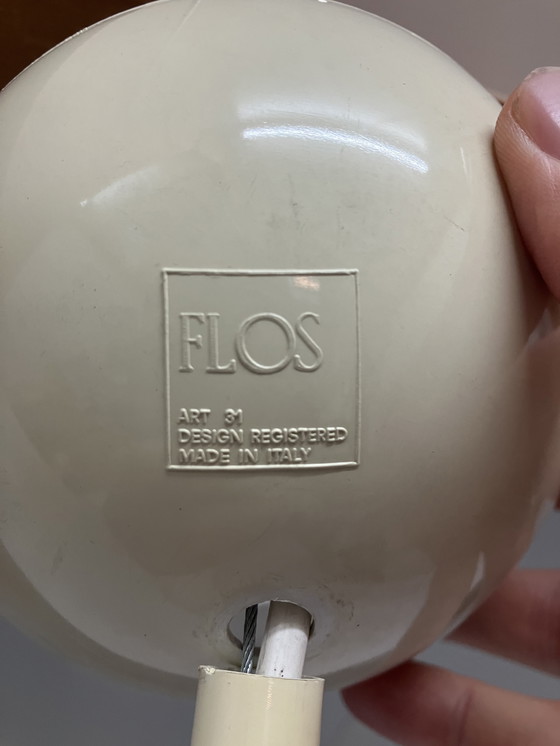 FLOS
ART 31
DESIGN REGISTERED
MADE IN ITALY